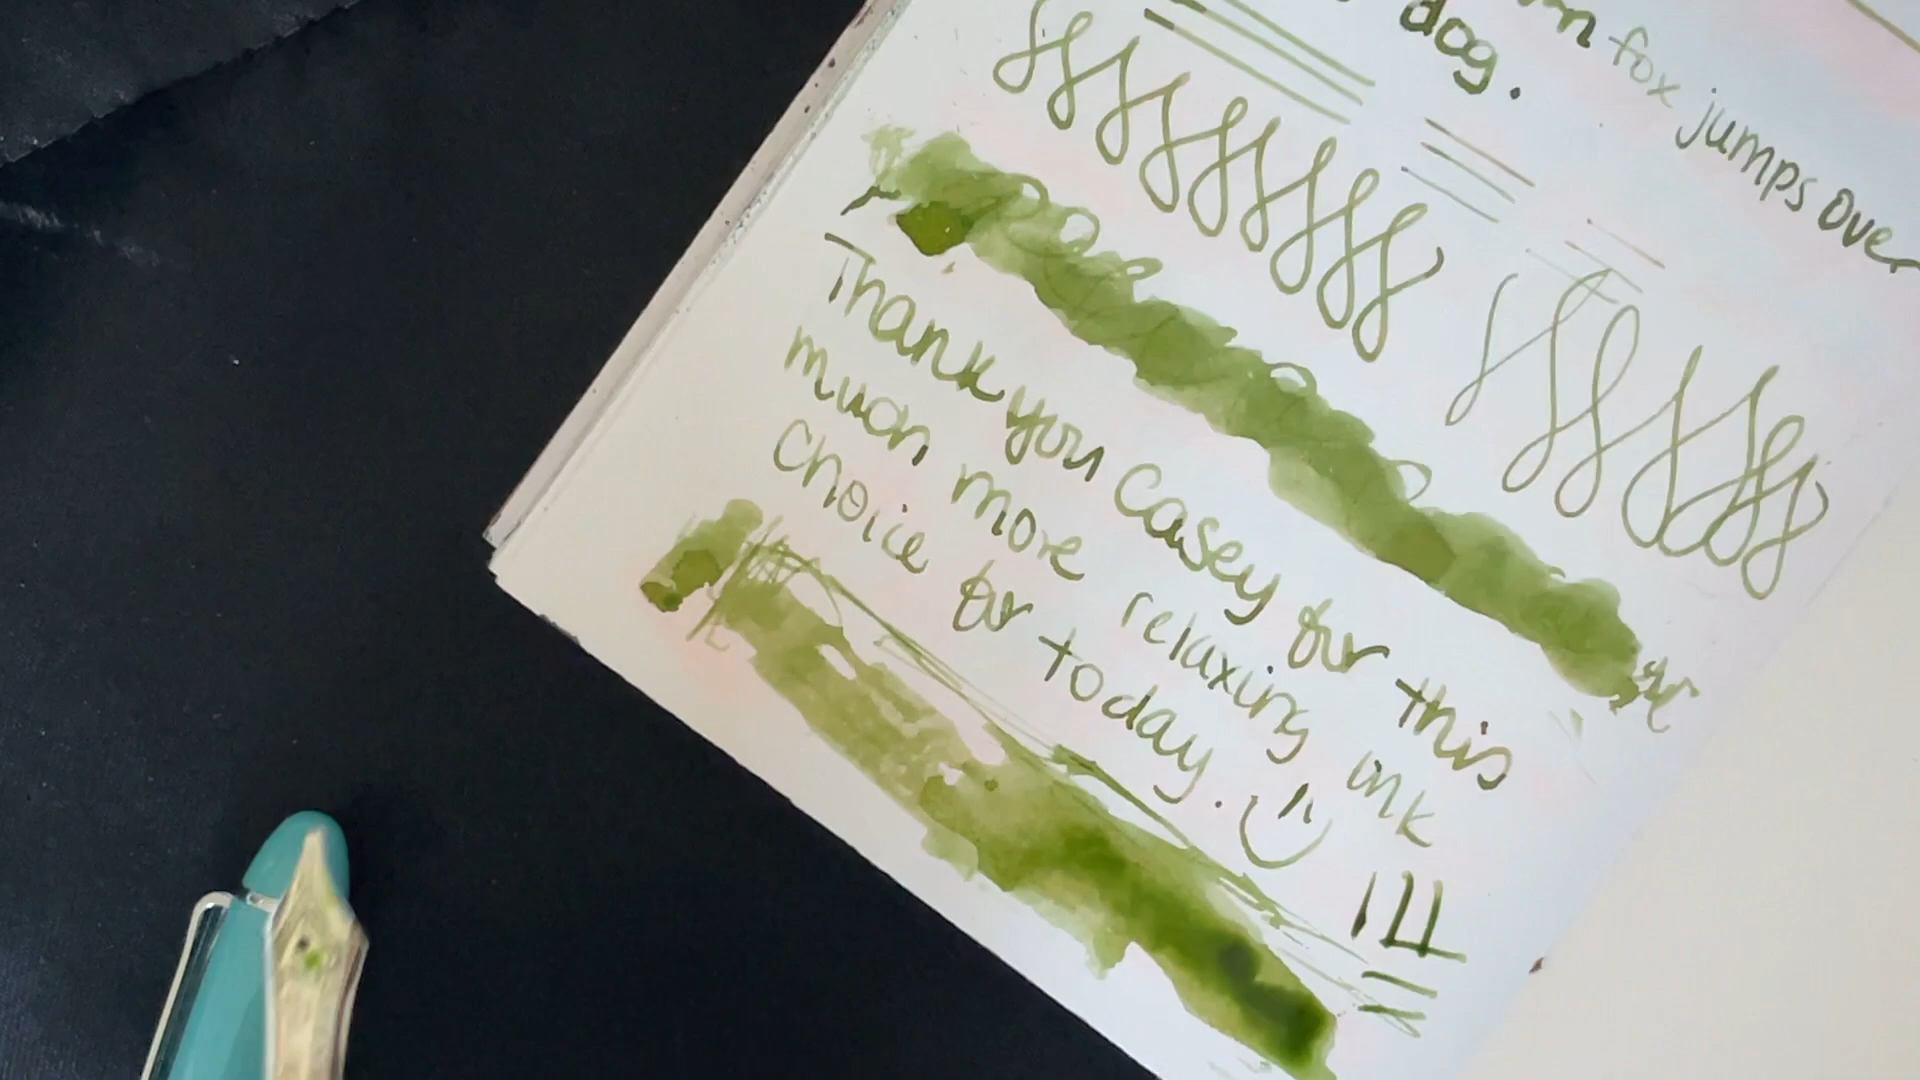 fox jumps over
dog.
Thank you Casey for this
much more relaxing ink
choice for today.